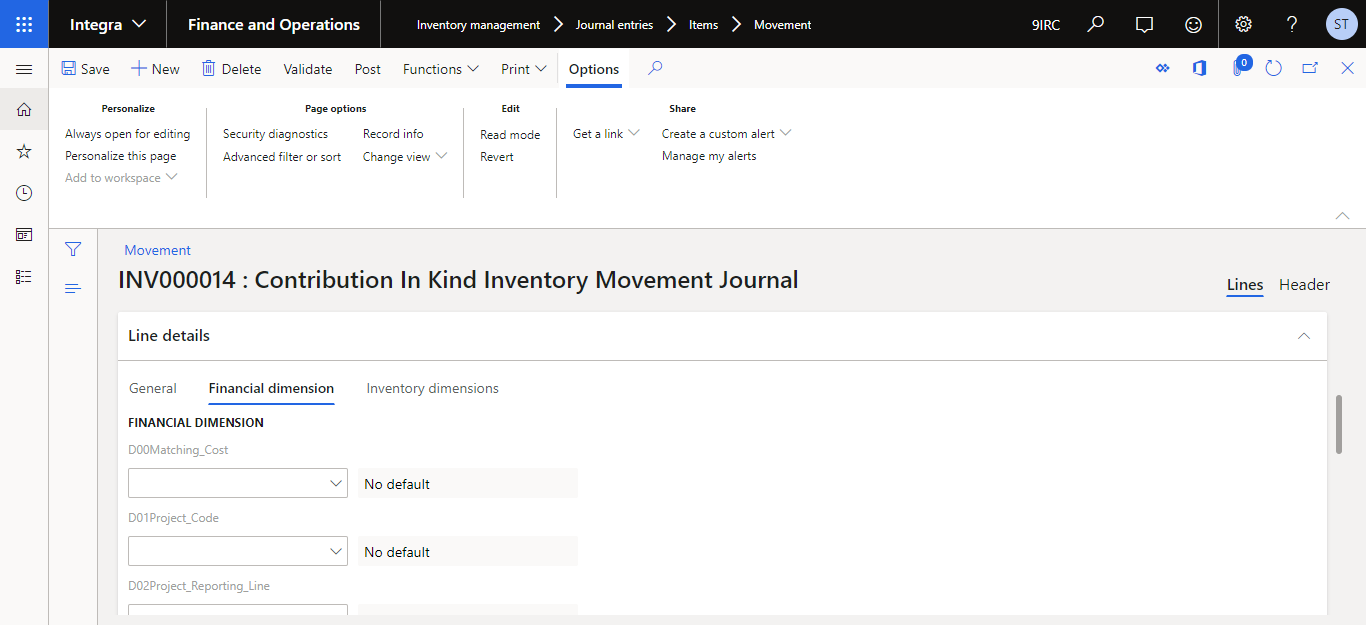 Integra
Finance and Operations
Inventory management
Journal entries
Items
Movement
9IRC
?
ST
Save
New
Delete
Validate
Post
Functions
Print
Options
0
Personalize
Always open for editing
Personalize this page
Add to workspace
Page options
Security diagnostics
Record info
Advanced filter or sort
Change view
Edit
Read mode
Revert
Share
Get a link
Create a custom alert
Manage my alerts
Movement
INV000014 : Contribution In Kind Inventory Movement Journal
Lines
Header
Line details
General
Financial dimension
Inventory dimensions
FINANCIAL DIMENSION
D00Matching_Cost
No default
D01Project_Code
No default
D02Project_Reporting_Line